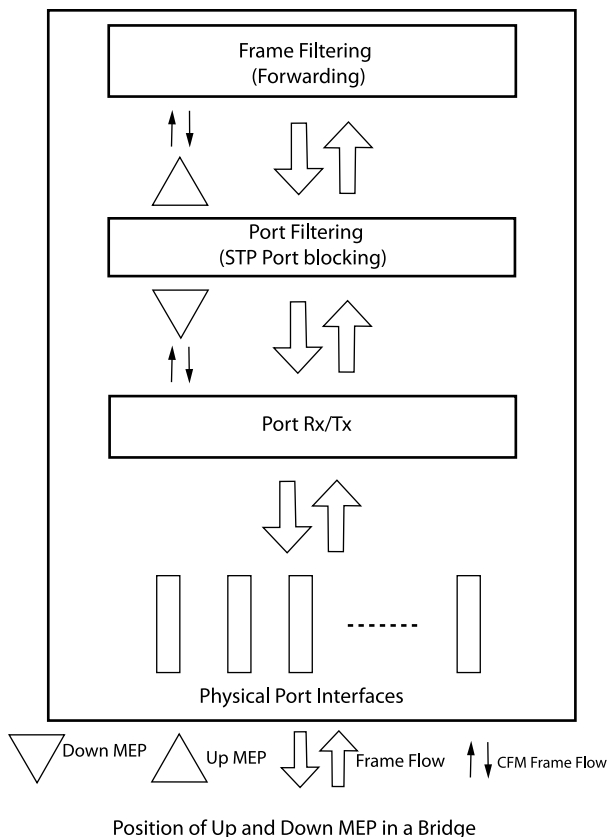 Frame Filtering
(Forwarding)
Port Filtering
(STP Port blocking)
Port Rx/Tx
Physical Port Interfaces
Down MEP
Up MEP
Frame Flow
CFM Frame Flow
Position of Up and Down MEP in a Bridge